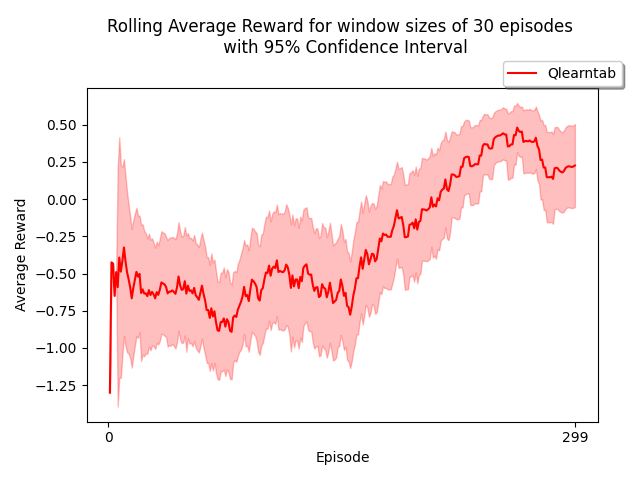 Rolling Average Reward for window sizes of 30 episodes
with 95% Confidence Interval
Qlearntab
Average Reward
0.50
0.25
0.00
−0.25
−0.50
−0.75
−1.00
−1.25
0
299
Episode